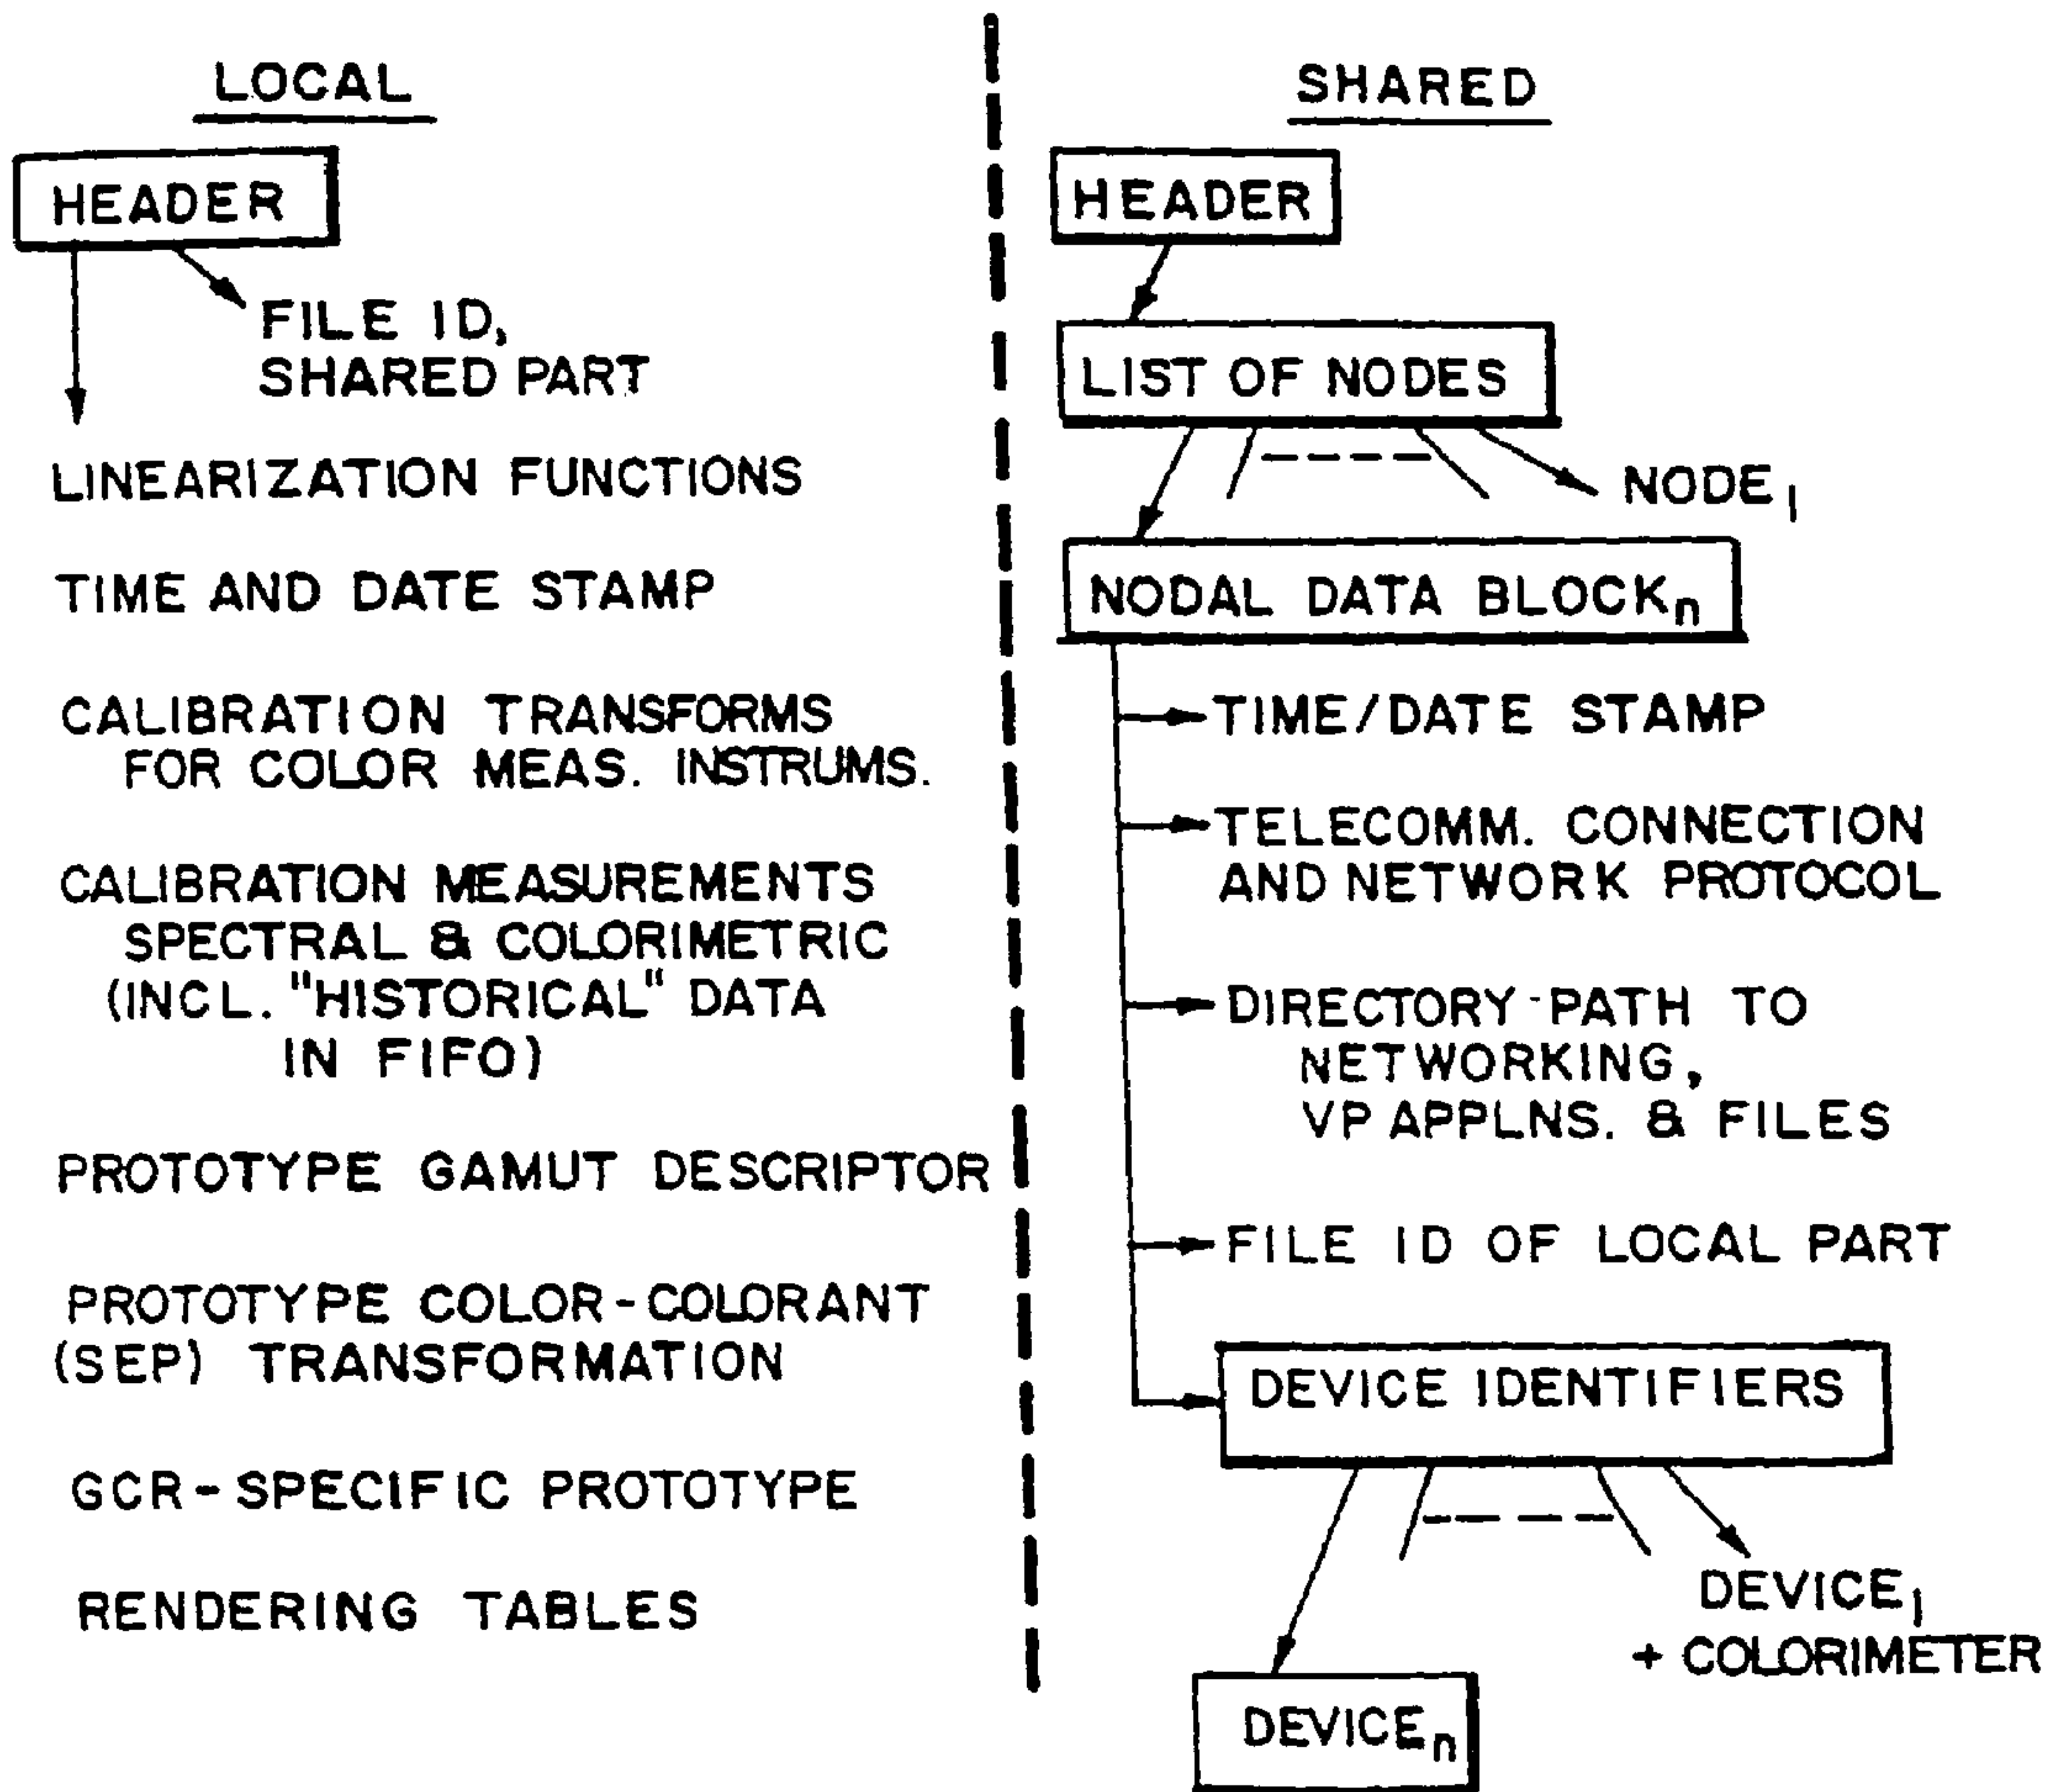 LOCAL
HEADER
FILE ID,
SHARED PART
LINEARIZATION FUNCTIONS
TIME AND DATE STAMP
CALIBRATION TRANSFORMS
FOR COLOR MEAS. INSTRUMS.
CALIBRATION MEASUREMENTS
SPECTRAL & COLORIMETRIC
(INCL. "HISTORICAL" DATA
IN FIFO)
PROTOTYPE GAMUT DESCRIPTOR
PROTOTYPE COLOR-COLORANT
(SEP) TRANSFORMATION
GCR-SPECIFIC PROTOTYPE
RENDERING TABLES
SHARED
HEADER
LIST OF NODES
NODE₁
NODAL DATA BLOCKₙ
TIME/DATE STAMP
TELECOMM. CONNECTION
AND NETWORK PROTOCOL
DIRECTORY-PATH TO
NETWORKING,
VP APPLNS. & FILES
FILE ID OF LOCAL PART
DEVICE IDENTIFIERS
DEVICE₁
+ COLORIMETER
DEVICEₙ